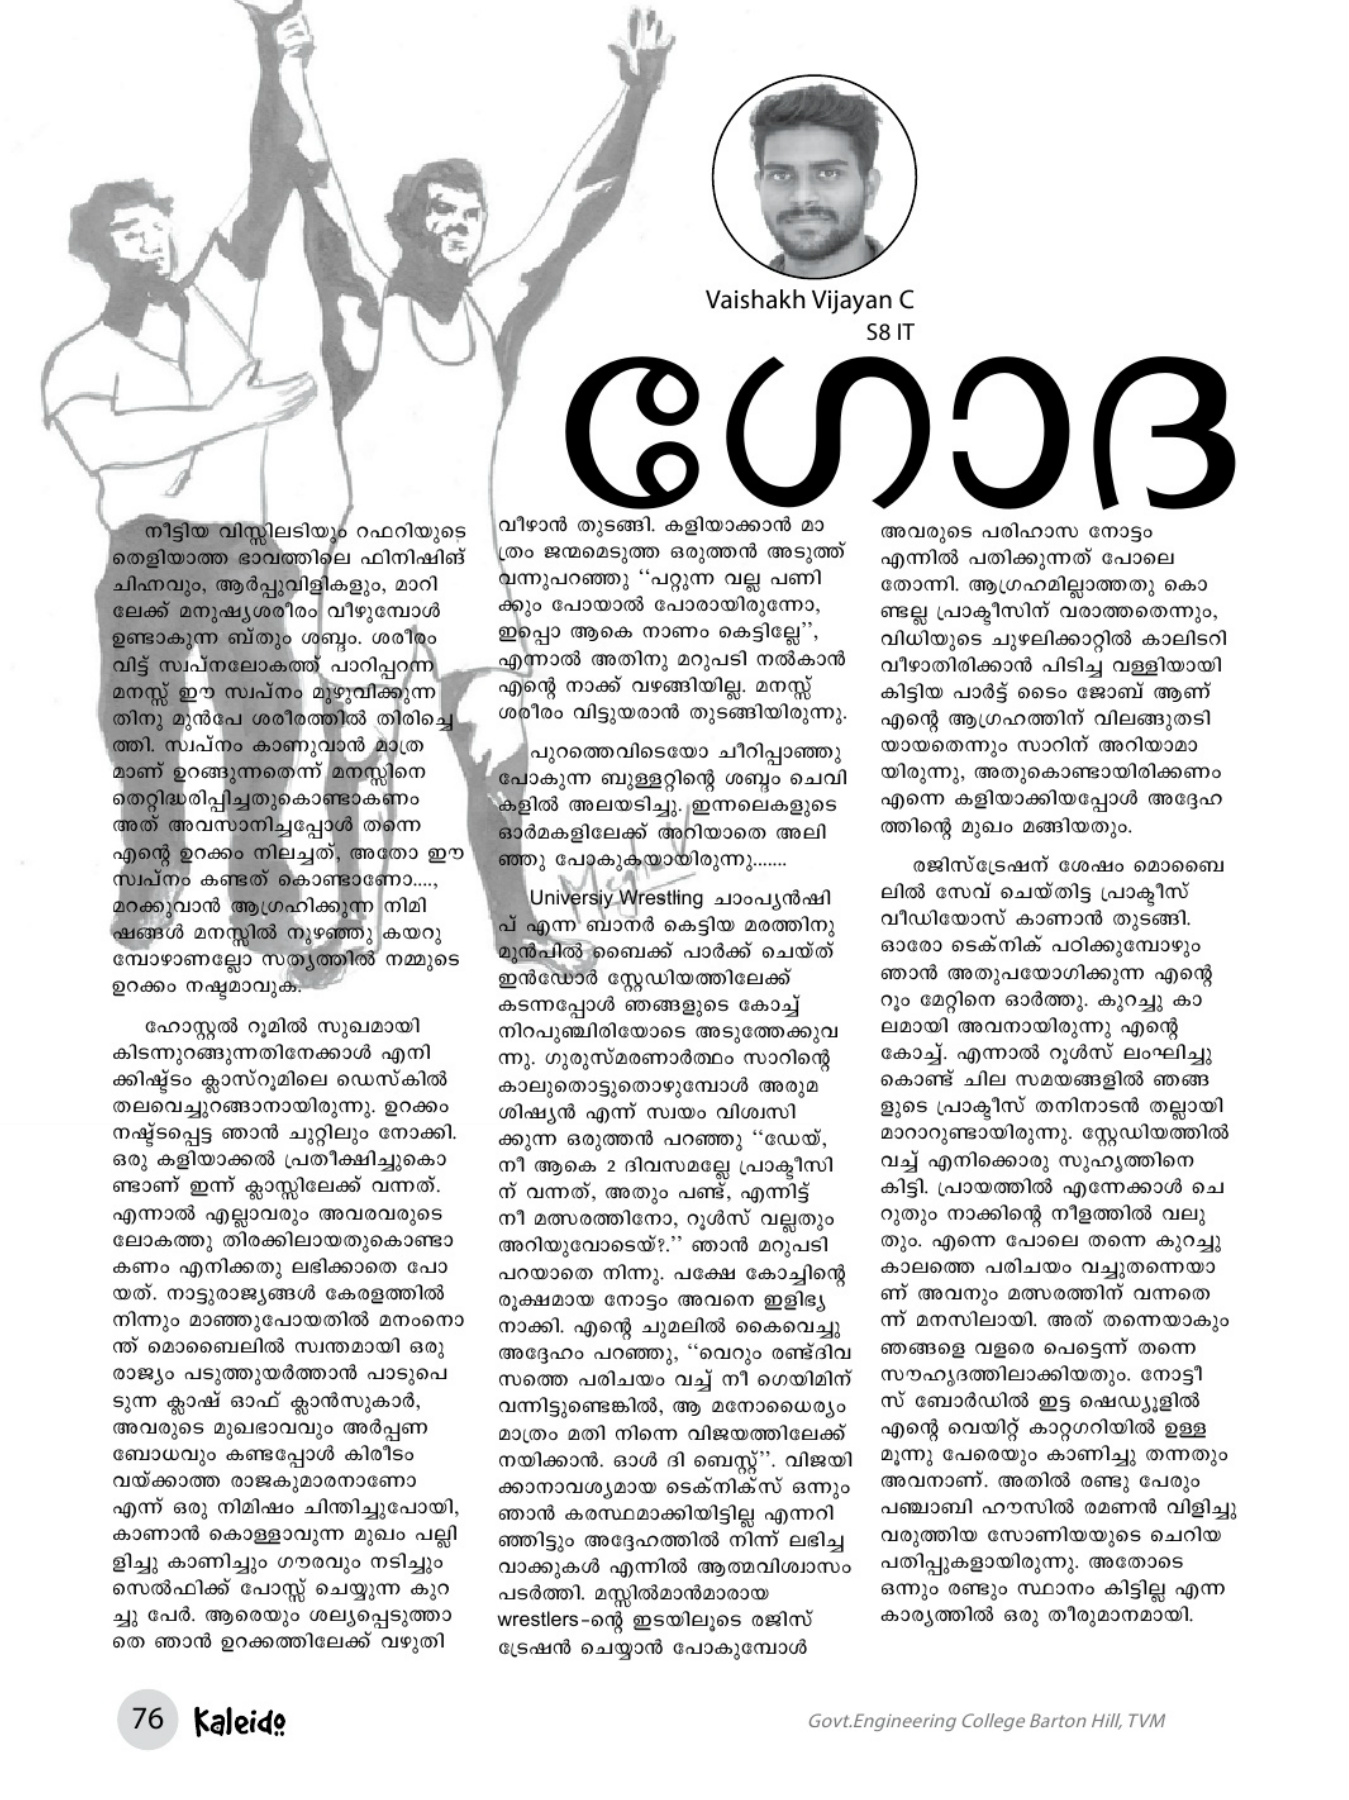 Vaishakh Vijayan C
S8 IT
ഗോദ
നീട്ടിയ വിസ്സിലടിയും റഫറിയുടെ
തെളിയാത്ത ഭാവത്തിലെ ഫിനിഷിങ്
ചിഹ്നവും, ആർപ്പുവിളികളും, മാറി
ലേക്ക് മനുഷ്യശരീരം വീഴുമ്പോൾ
ഉണ്ടാകുന്ന ബ്തും ശബ്ദം. ശരീരം
വിട്ട് സ്വപ്നലോകത്ത് പാറിപ്പറന്ന
മനസ്സ് ഈ സ്വപ്നം മുഴുവിക്കുന്ന
തിനു മുൻപേ ശരീരത്തിൽ തിരിച്ചെ
ത്തി. സ്വപ്നം കാണുവാൻ മാത്ര
മാണ് ഉറങ്ങുന്നതെന്ന് മനസ്സിനെ
തെറ്റിദ്ധരിപ്പിച്ചതുകൊണ്ടാകണം
അത് അവസാനിച്ചപ്പോൾ തന്നെ
എന്റെ ഉറക്കം നിലച്ചത്, അതോ ഈ
സ്വപ്നം കണ്ടത് കൊണ്ടാണോ....,
മറക്കുവാൻ ആഗ്രഹിക്കുന്ന നിമി
ഷങ്ങൾ മനസ്സിൽ നുഴഞ്ഞു കയറു
മ്പോഴാണല്ലോ സത്യത്തിൽ നമ്മുടെ
ഉറക്കം നഷ്ടമാവുക.
ഹോസ്റ്റൽ റൂമിൽ സുഖമായി
കിടന്നുറങ്ങുന്നതിനേക്കാൾ എനി
ക്കിഷ്ട്ടം ക്ലാസ്റൂമിലെ ഡെസ്കിൽ
തലവെച്ചുറങ്ങാനായിരുന്നു. ഉറക്കം
നഷ്ട്ടപ്പെട്ട ഞാൻ ചുറ്റിലും നോക്കി.
ഒരു കളിയാക്കൽ പ്രതീക്ഷിച്ചുകൊ
ണ്ടാണ് ഇന്ന് ക്ലാസ്സിലേക്ക് വന്നത്.
എന്നാൽ എല്ലാവരും അവരവരുടെ
ലോകത്തു തിരക്കിലായതുകൊണ്ടാ
കണം എനിക്കതു ലഭിക്കാതെ പോ
യത്. നാട്ടുരാജ്യങ്ങൾ കേരളത്തിൽ
നിന്നും മാഞ്ഞുപോയതിൽ മനംനൊ
ന്ത് മൊബൈലിൽ സ്വന്തമായി ഒരു
രാജ്യം പടുത്തുയർത്താൻ പാടുപെ
ടുന്ന ക്ലാഷ് ഓഫ് ക്ലാൻസുകാർ,
അവരുടെ മുഖഭാവവും അർപ്പണ
ബോധവും കണ്ടപ്പോൾ കിരീടം
വയ്ക്കാത്ത രാജകുമാരനാണോ
എന്ന് ഒരു നിമിഷം ചിന്തിച്ചുപോയി,
കാണാൻ കൊള്ളാവുന്ന മുഖം പല്ലി
ളിച്ചു കാണിച്ചും ഗൗരവും നടിച്ചും
സെൽഫിക്ക് പോസ്സ് ചെയ്യുന്ന കുറ
ച്ചു പേർ. ആരെയും ശല്യപ്പെടുത്താ
തെ ഞാൻ ഉറക്കത്തിലേക്ക് വഴുതി
വീഴാൻ തുടങ്ങി. കളിയാക്കാൻ മാ
ത്രം ജന്മമെടുത്ത ഒരുത്തൻ അടുത്ത്
വന്നുപറഞ്ഞു “പറ്റുന്ന വല്ല പണി
ക്കും പോയാൽ പോരായിരുന്നോ,
ഇപ്പൊ ആകെ നാണം കെട്ടില്ലേ”,
എന്നാൽ അതിനു മറുപടി നൽകാൻ
എന്റെ നാക്ക് വഴങ്ങിയില്ല. മനസ്സ്
ശരീരം വിട്ടുയരാൻ തുടങ്ങിയിരുന്നു.
പുറത്തെവിടെയോ ചീറിപ്പാഞ്ഞു
പോകുന്ന ബുള്ളറ്റിന്റെ ശബ്ദം ചെവി
കളിൽ അലയടിച്ചു. ഇന്നലെകളുടെ
ഓർമകളിലേക്ക് അറിയാതെ അലി
ഞ്ഞു പോകുകയായിരുന്നു.......
Universiy Wrestling ചാംപ്യൻഷി
പ് എന്ന ബാനർ കെട്ടിയ മരത്തിനു
മുൻപിൽ ബൈക്ക് പാർക്ക് ചെയ്ത്
ഇൻഡോർ സ്റ്റേഡിയത്തിലേക്ക്
കടന്നപ്പോൾ ഞങ്ങളുടെ കോച്ച്
നിറപുഞ്ചിരിയോടെ അടുത്തേക്കുവ
ന്നു. ഗുരുസ്മരണാർത്ഥം സാറിന്റെ
കാലുതൊട്ടുതൊഴുമ്പോൾ അരുമ
ശിഷ്യൻ എന്ന് സ്വയം വിശ്വസി
ക്കുന്ന ഒരുത്തൻ പറഞ്ഞു “ഡേയ്,
നീ ആകെ 2 ദിവസമല്ലേ പ്രാക്ടീസി
ന് വന്നത്, അതും പണ്ട്, എന്നിട്ട്
നീ മത്സരത്തിനോ, റൂൾസ് വല്ലതും
അറിയുവോടെയ്?.” ഞാൻ മറുപടി
പറയാതെ നിന്നു. പക്ഷേ കോച്ചിന്റെ
രൂക്ഷമായ നോട്ടം അവനെ ഇളിഭ്യ
നാക്കി. എന്റെ ചുമലിൽ കൈവെച്ചു
അദ്ദേഹം പറഞ്ഞു, “വെറും രണ്ട്ദിവ
സത്തെ പരിചയം വച്ച് നീ ഗെയിമിന്
വന്നിട്ടുണ്ടെങ്കിൽ, ആ മനോധൈര്യം
മാത്രം മതി നിന്നെ വിജയത്തിലേക്ക്
നയിക്കാൻ. ഓൾ ദി ബെസ്റ്റ്”. വിജയി
ക്കാനാവശ്യമായ ടെക്നിക്സ് ഒന്നും
ഞാൻ കരസ്ഥമാക്കിയിട്ടില്ല എന്നറി
ഞ്ഞിട്ടും അദ്ദേഹത്തിൽ നിന്ന് ലഭിച്ച
വാക്കുകൾ എന്നിൽ ആത്മവിശ്വാസം
പടർത്തി. മസ്സിൽമാൻമാരായ
wrestlers-ന്റെ ഇടയിലൂടെ രജിസ്
ട്രേഷൻ ചെയ്യാൻ പോകുമ്പോൾ
അവരുടെ പരിഹാസ നോട്ടം
എന്നിൽ പതിക്കുന്നത് പോലെ
തോന്നി. ആഗ്രഹമില്ലാത്തതു കൊ
ണ്ടല്ല പ്രാക്ടീസിന് വരാത്തതെന്നും,
വിധിയുടെ ചുഴലിക്കാറ്റിൽ കാലിടറി
വീഴാതിരിക്കാൻ പിടിച്ച വള്ളിയായി
കിട്ടിയ പാർട്ട് ടൈം ജോബ് ആണ്
എന്റെ ആഗ്രഹത്തിന് വിലങ്ങുതടി
യായതെന്നും സാറിന് അറിയാമാ
യിരുന്നു, അതുകൊണ്ടായിരിക്കണം
എന്നെ കളിയാക്കിയപ്പോൾ അദ്ദേഹ
ത്തിന്റെ മുഖം മങ്ങിയതും.
രജിസ്ട്രേഷന് ശേഷം മൊബൈ
ലിൽ സേവ് ചെയ്തിട്ട പ്രാക്ടീസ്
വീഡിയോസ് കാണാൻ തുടങ്ങി.
ഓരോ ടെക്നിക് പഠിക്കുമ്പോഴും
ഞാൻ അതുപയോഗിക്കുന്ന എന്റെ
റൂം മേറ്റിനെ ഓർത്തു. കുറച്ചു കാ
ലമായി അവനായിരുന്നു എന്റെ
കോച്ച്. എന്നാൽ റൂൾസ് ലംഘിച്ചു
കൊണ്ട് ചില സമയങ്ങളിൽ ഞങ്ങ
ളുടെ പ്രാക്ടീസ് തനിനാടൻ തല്ലായി
മാറാറുണ്ടായിരുന്നു. സ്റ്റേഡിയത്തിൽ
വച്ച് എനിക്കൊരു സുഹൃത്തിനെ
കിട്ടി. പ്രായത്തിൽ എന്നേക്കാൾ ചെ
റുതും നാക്കിന്റെ നീളത്തിൽ വലു
തും. എന്നെ പോലെ തന്നെ കുറച്ചു
കാലത്തെ പരിചയം വച്ചുതന്നെയാ
ണ് അവനും മത്സരത്തിന് വന്നതെ
ന്ന് മനസിലായി. അത് തന്നെയാകും
ഞങ്ങളെ വളരെ പെട്ടെന്ന് തന്നെ
സൗഹൃദത്തിലാക്കിയതും. നോട്ടീ
സ് ബോർഡിൽ ഇട്ട ഷെഡ്യൂളിൽ
എന്റെ വെയിറ്റ് കാറ്റഗറിയിൽ ഉള്ള
മൂന്നു പേരെയും കാണിച്ചു തന്നതും
അവനാണ്. അതിൽ രണ്ടു പേരും
പഞ്ചാബി ഹൗസിൽ രമണൻ വിളിച്ചു
വരുത്തിയ സോണിയയുടെ ചെറിയ
പതിപ്പുകളായിരുന്നു. അതോടെ
ഒന്നും രണ്ടും സ്ഥാനം കിട്ടില്ല എന്ന
കാര്യത്തിൽ ഒരു തീരുമാനമായി.
76 Kaleido
Govt.Engineering College Barton Hill, TVM